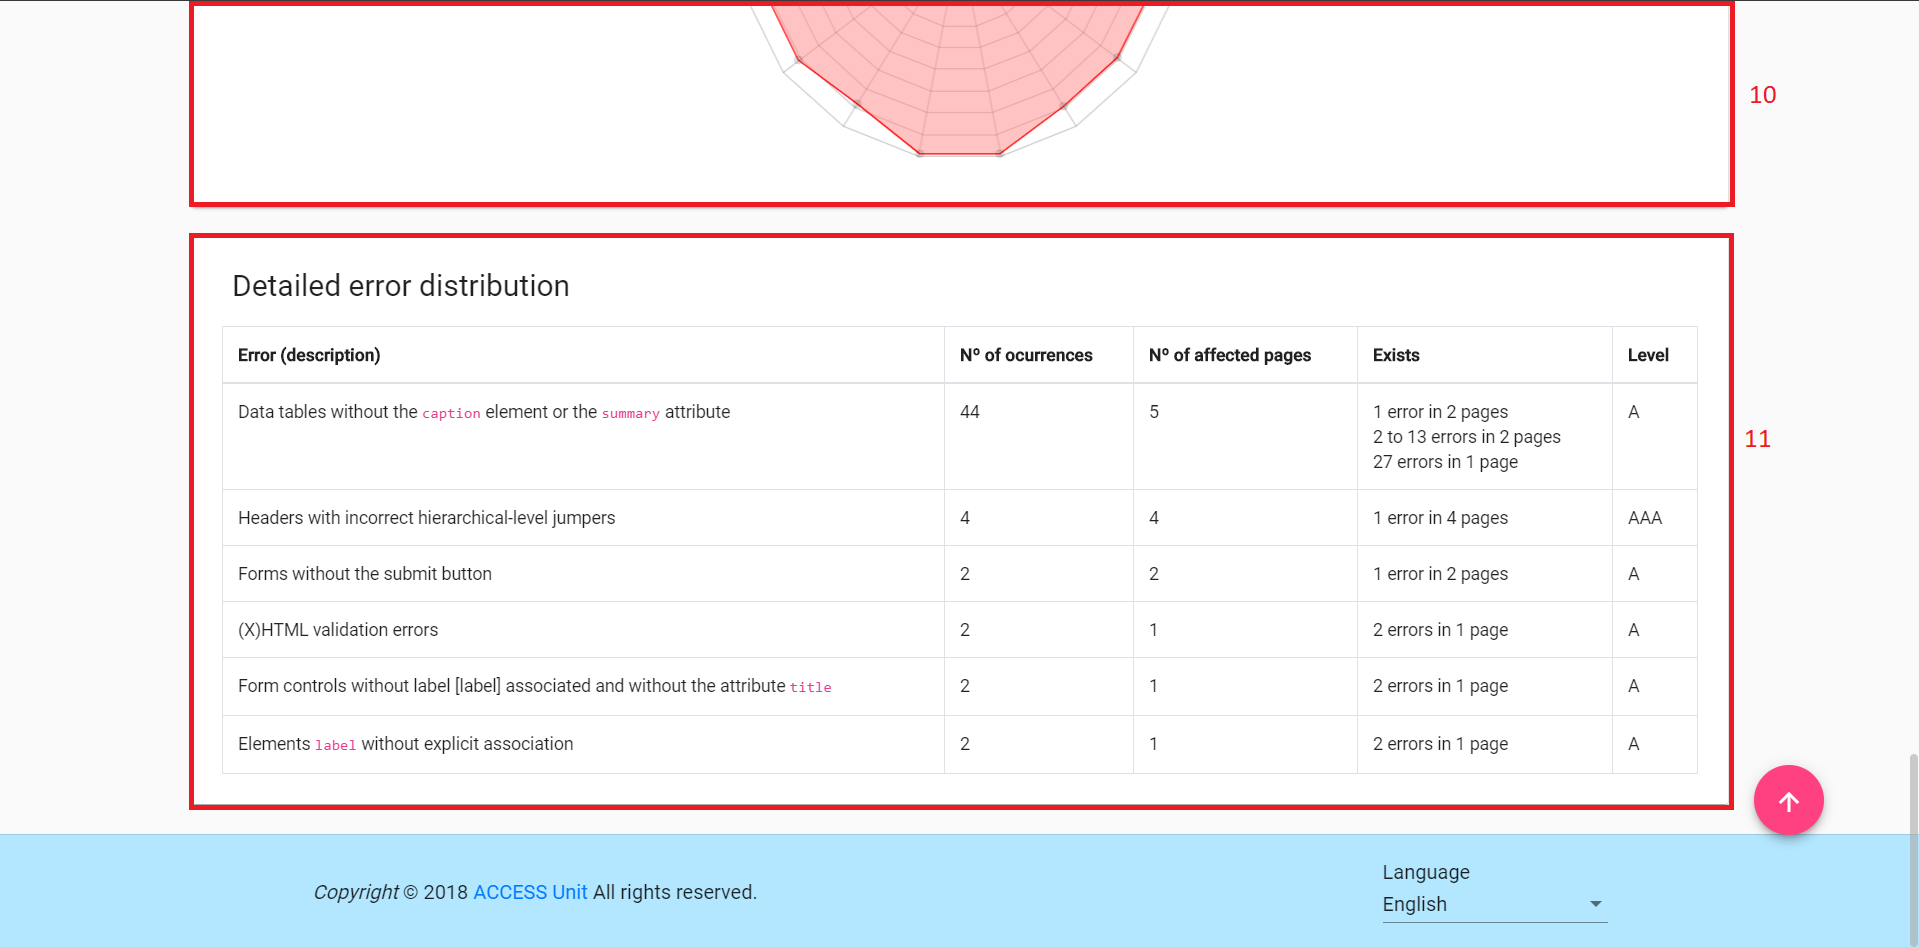 10
Detailed error distribution
Error (description) Nº of ocurrences Nº of affected pages Exists Level
Data tables without the caption element or the summary attribute 44 5 1 error in 2 pages A
2 to 13 errors in 2 pages
27 errors in 1 page
11
Headers with incorrect hierarchical-level jumpers 4 4 1 error in 4 pages AAA
Forms without the submit button 2 2 1 error in 2 pages A
(X)HTML validation errors 2 1 2 errors in 1 page A
Form controls without label [label] associated and without the attribute title 2 1 2 errors in 1 page A
Elements label without explicit association 2 1 2 errors in 1 page A
Copyright © 2018 ACCESS Unit All rights reserved.
Language
English